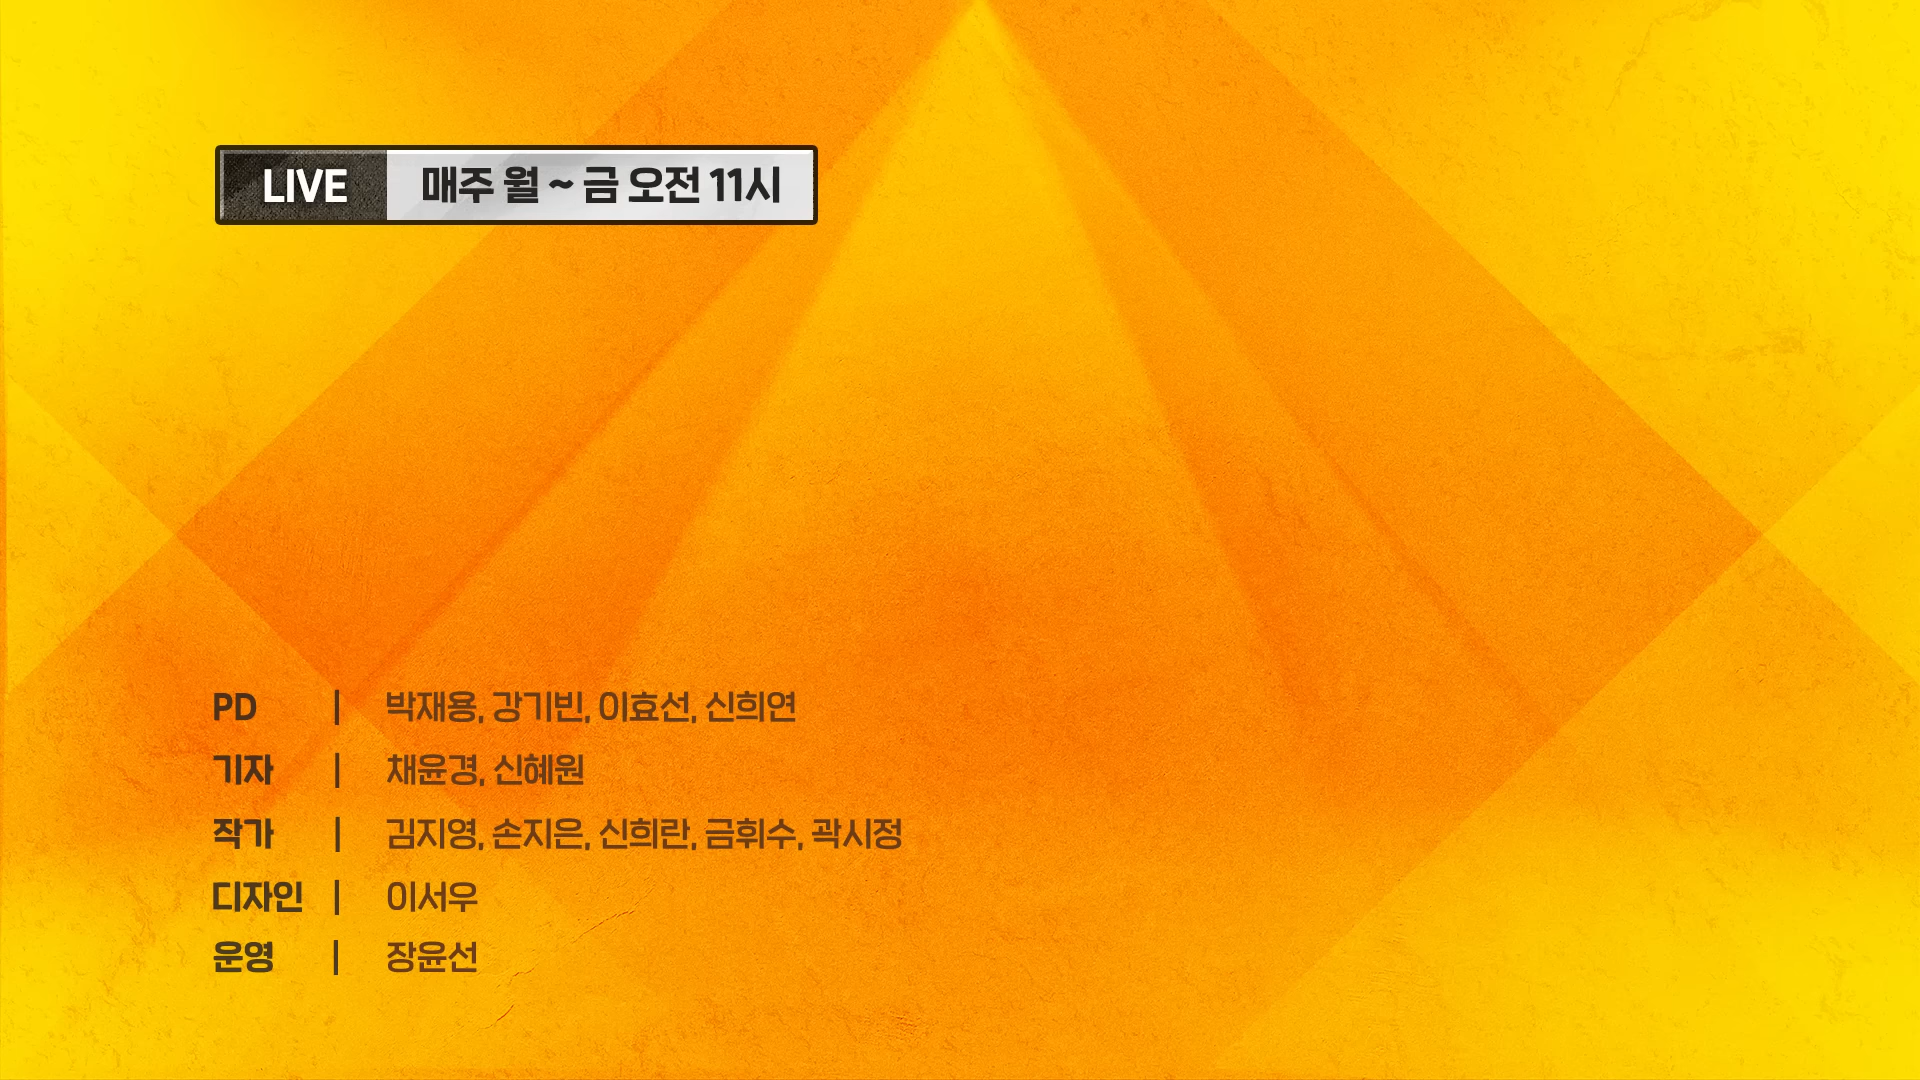 LIVE 매주 월 ~ 금 오전 11시
PD | 박재용, 강기빈, 이효선, 신희연
기자 | 채윤경, 신혜원
작가 | 김지영, 손지은, 신희란, 금휘수, 곽시정
디자인 | 이서우
운영 | 장윤선